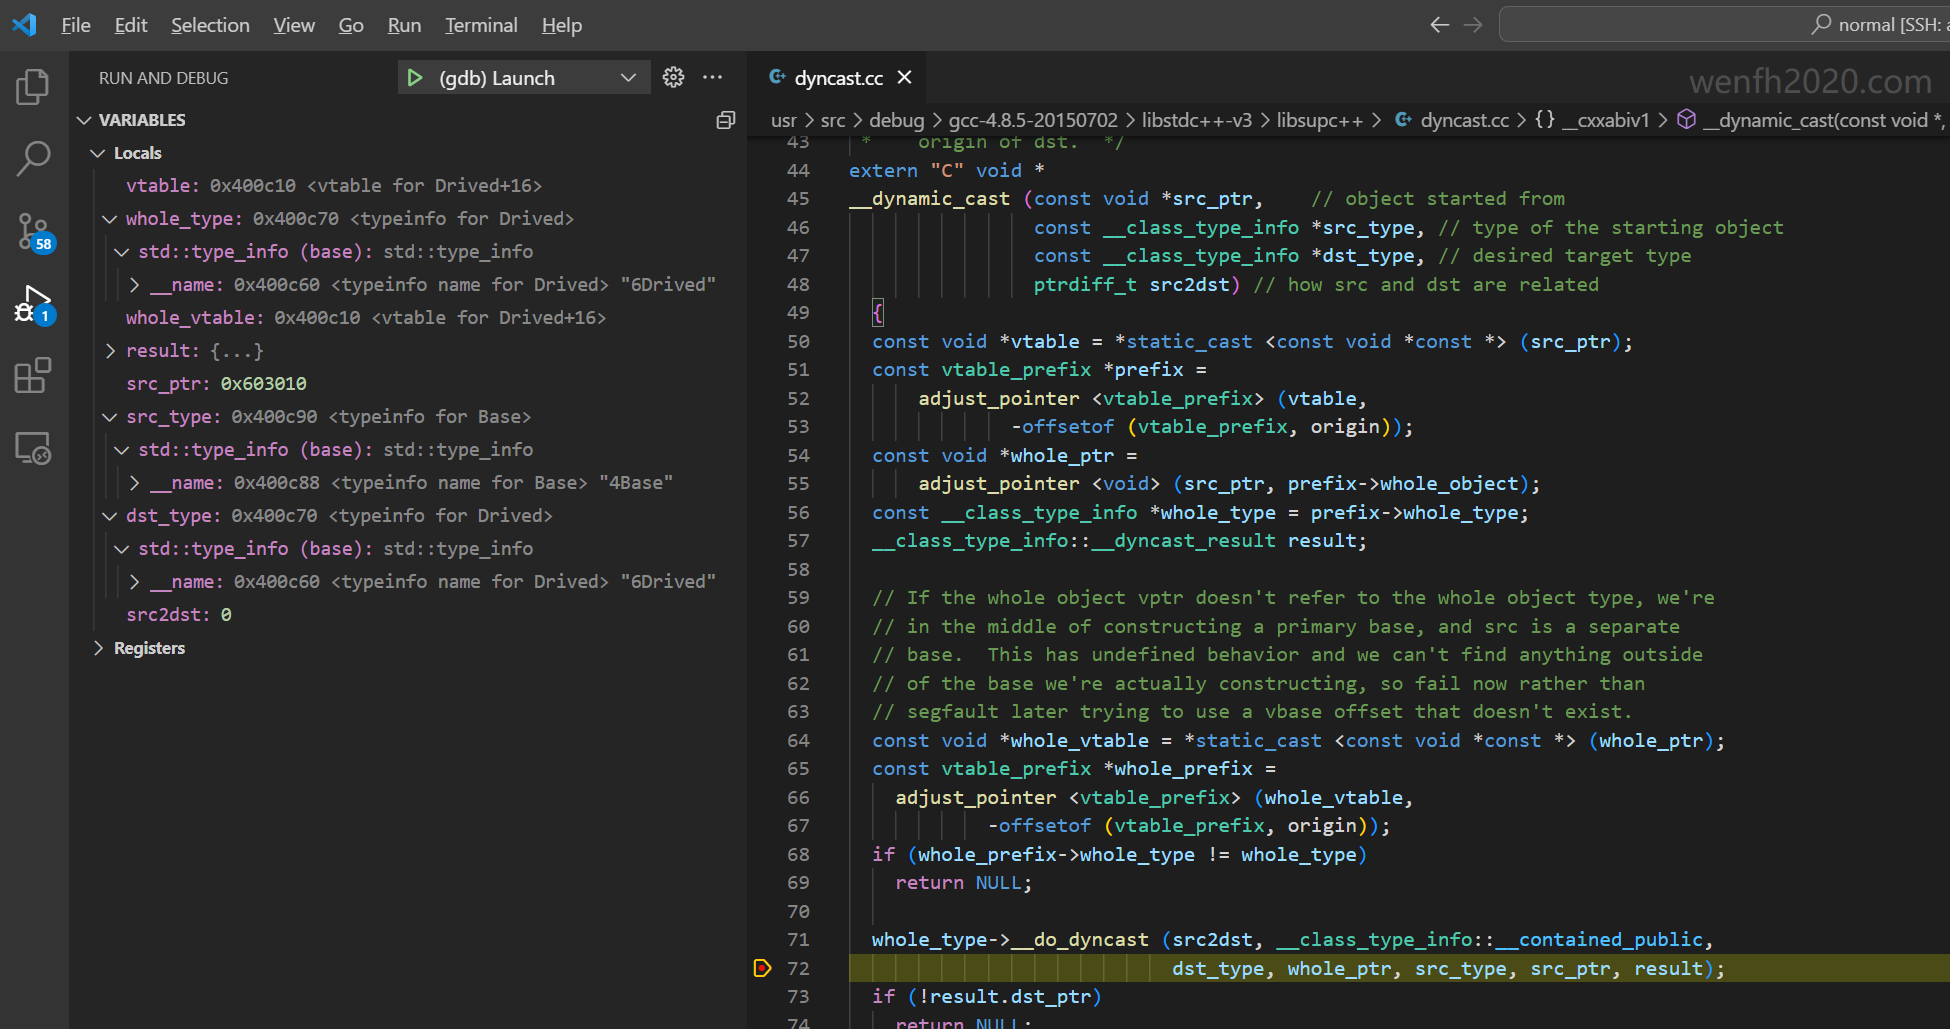 File Edit Selection View Go Run Terminal Help
normal [SSH: a
RUN AND DEBUG
(gdb) Launch
dyncast.cc
wenfh2020.com
usr > src > debug > gcc-4.8.5-20150702 > libstdc++-v3 > libsupc++ > dyncast.cc > {} __cxxabiv1 > __dynamic_cast(const void *,
VARIABLES
Locals
vtable: 0x400c10 <vtable for Drived+16>
whole_type: 0x400c70 <typeinfo for Drived>
std::type_info (base): std::type_info
__name: 0x400c60 <typeinfo name for Drived> "6Drived"
whole_vtable: 0x400c10 <vtable for Drived+16>
result: {...}
src_ptr: 0x603010
src_type: 0x400c90 <typeinfo for Base>
std::type_info (base): std::type_info
__name: 0x400c88 <typeinfo name for Base> "4Base"
dst_type: 0x400c70 <typeinfo for Drived>
std::type_info (base): std::type_info
__name: 0x400c60 <typeinfo name for Drived> "6Drived"
src2dst: 0
Registers
58
1
43 * origin of dst. */
44 extern "C" void *
45 __dynamic_cast (const void *src_ptr, // object started from
46 const __class_type_info *src_type, // type of the starting object
47 const __class_type_info *dst_type, // desired target type
48 ptrdiff_t src2dst) // how src and dst are related
49 {
50 const void *vtable = *static_cast <const void *const *> (src_ptr);
51 const vtable_prefix *prefix =
52 adjust_pointer <vtable_prefix> (vtable,
53 -offsetof (vtable_prefix, origin));
54 const void *whole_ptr =
55 adjust_pointer <void> (src_ptr, prefix->whole_object);
56 const __class_type_info *whole_type = prefix->whole_type;
57 __class_type_info::__dyncast_result result;
58
59 // If the whole object vptr doesn't refer to the whole object type, we're
60 // in the middle of constructing a primary base, and src is a separate
61 // base. This has undefined behavior and we can't find anything outside
62 // of the base we're actually constructing, so fail now rather than
63 // segfault later trying to use a vbase offset that doesn't exist.
64 const void *whole_vtable = *static_cast <const void *const *> (whole_ptr);
65 const vtable_prefix *whole_prefix =
66 adjust_pointer <vtable_prefix> (whole_vtable,
67 -offsetof (vtable_prefix, origin));
68 if (whole_prefix->whole_type != whole_type)
69 return NULL;
70
71 whole_type->__do_dyncast (src2dst, __class_type_info::__contained_public,
72 dst_type, whole_ptr, src_type, src_ptr, result);
73 if (!result.dst_ptr)
74 return NULL;